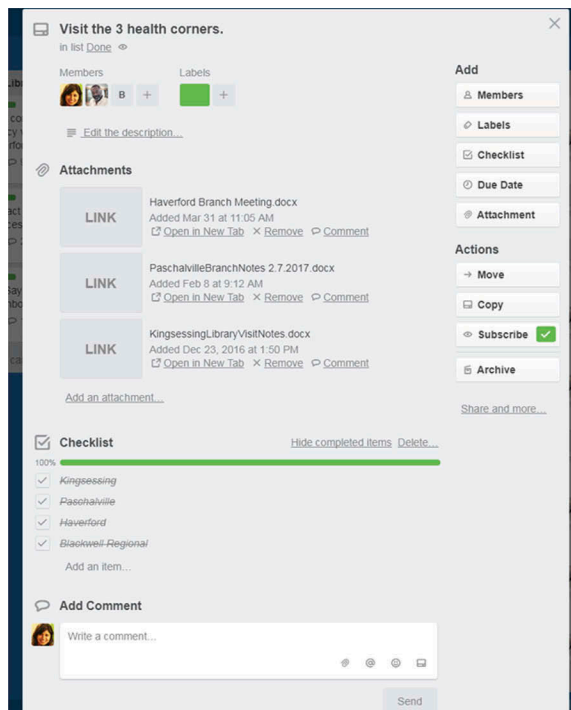 Visit the 3 health corners.
in list Done
Members
Labels
B
Edit the description...
Attachments
LINK
Haverford Branch Meeting.docx
Added Mar 31 at 11:05 AM
Open in New Tab Remove Comment
LINK
PaschalvilleBranchNotes 2.7.2017.docx
Added Feb 8 at 9:12 AM
Open in New Tab Remove Comment
LINK
KingsessingLibraryVisitNotes.docx
Added Dec 23, 2016 at 1:50 PM
Open in New Tab Remove Comment
Add an attachment...
Checklist
Hide completed items Delete...
100%
Kingsessing
Paschalville
Haverford
Blackwell Regional
Add an item...
Add Comment
Write a comment...
@
Send
Add
Members
Labels
Checklist
Due Date
Attachment
Actions
Move
Copy
Subscribe
Archive
Share and more...